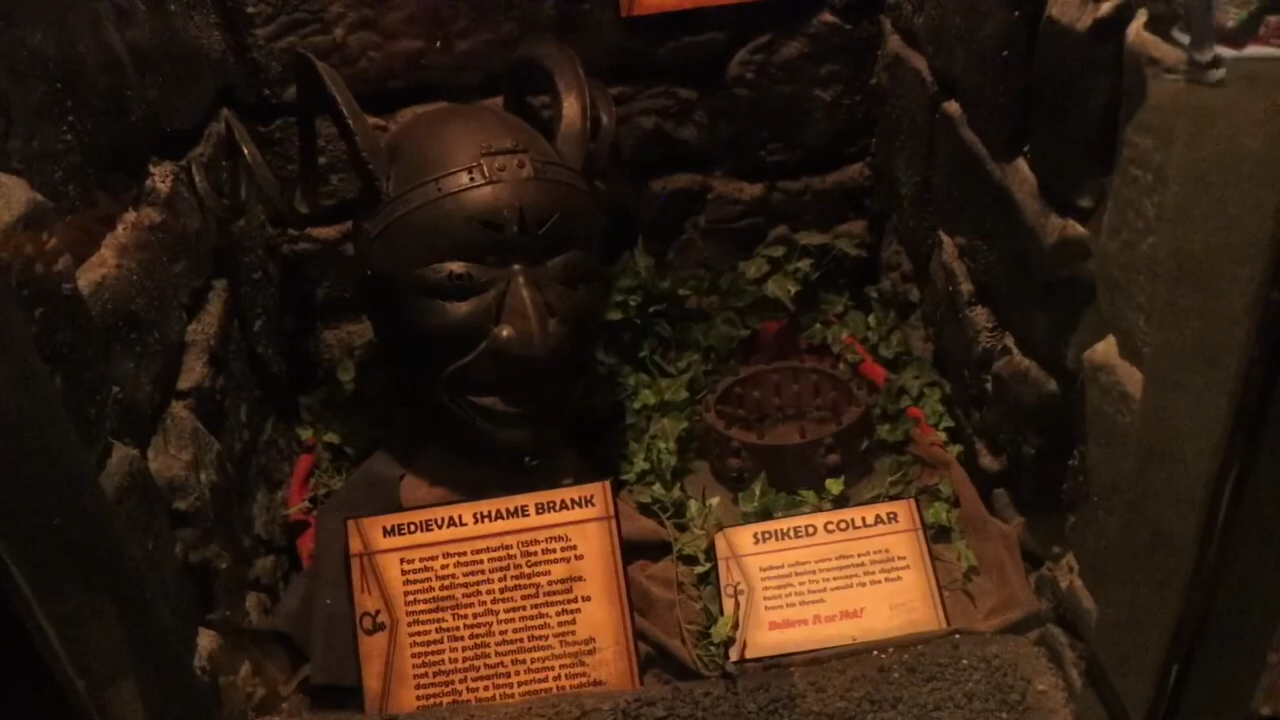 MEDIEVAL SHAME BRANK
For over three centuries (15th-17th),
branks, or shame masks like the one
shown here, were used in Germany to
punish delinquents of religious
infractions, such as gluttony, avarice,
immoderation in dress, and sexual
offenses. The guilty were sentenced to
wear these heavy iron masks, often
shaped like devils or animals, and
appear in public where they were
subject to public humiliation. Though
not physically hurt, the psychological
damage of wearing a shame mask,
especially for a long period of time,
could often lead the wearer to suicide.
SPIKED COLLAR
Spiked collars were often put on a
criminal being transported. Should he
struggle, or try to escape, the slightest
twist of his head would rip the flesh
from his throat.
Believe It or Not!